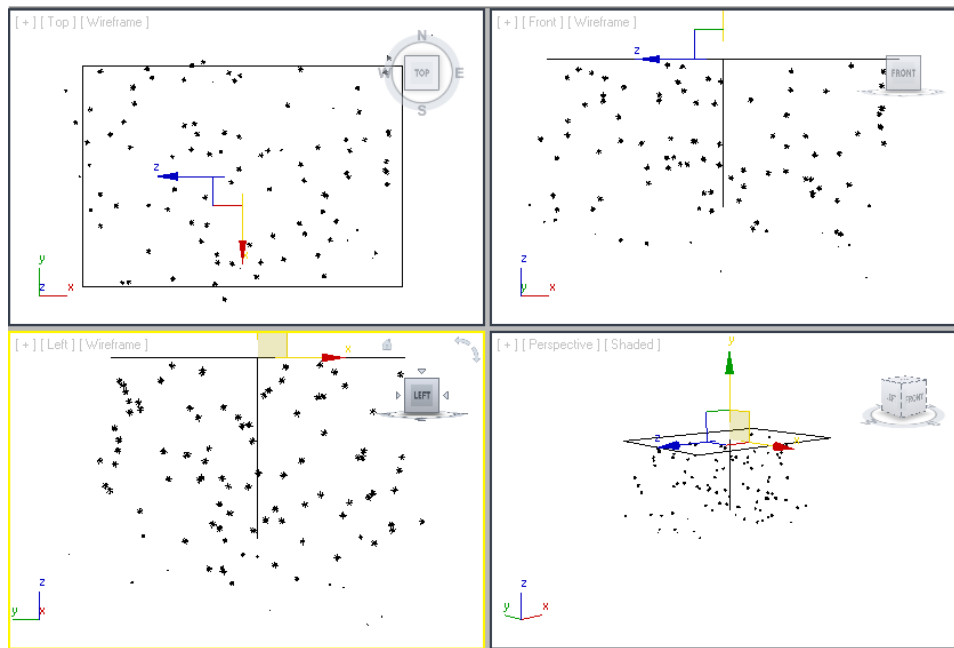 [ + ] [ Top ] [ Wireframe ]
N
W
TOP
E
S
z
x
y
z
x
[ + ] [ Front ] [ Wireframe ]
z
FRONT
z
y
x
[ + ] [ Left ] [ Wireframe ]
x
LEFT
z
y
x
[ + ] [ Perspective ] [ Shaded ]
y
FRONT
z
x
z
y
x